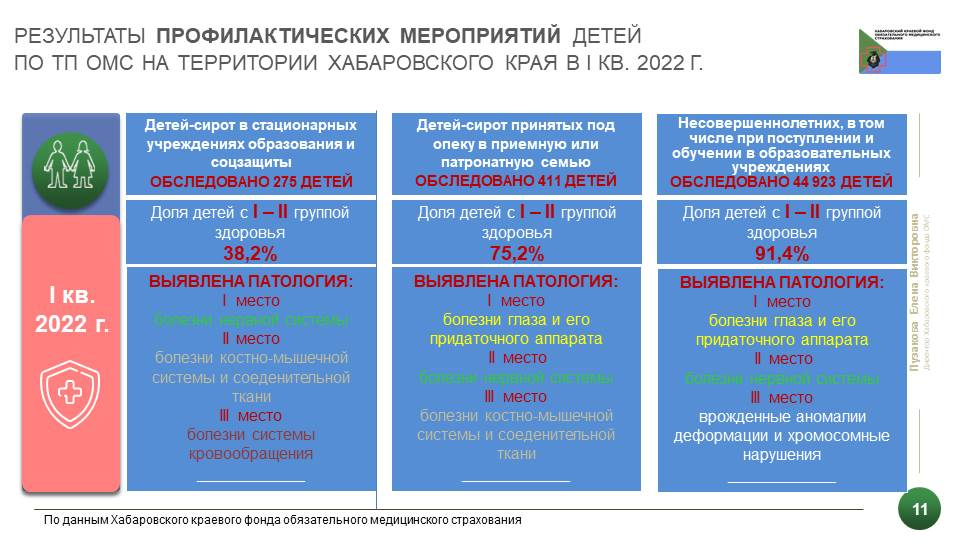 РЕЗУЛЬТАТЫ ПРОФИЛАКТИЧЕСКИХ МЕРОПРИЯТИЙ ДЕТЕЙ
ПО ТП ОМС НА ТЕРРИТОРИИ ХАБАРОВСКОГО КРАЯ В I КВ. 2022 Г.
ХАБАРОВСКИЙ КРАЕВОЙ ФОНД
ОБЯЗАТЕЛЬНОГО МЕДИЦИНСКОГО
СТРАХОВАНИЯ
I кв.
2022 г.
Детей-сирот в стационарных
учреждениях образования и
соцзащиты
ОБСЛЕДОВАНО 275 ДЕТЕЙ
Доля детей с I – II группой
здоровья
38,2%
ВЫЯВЛЕНА ПАТОЛОГИЯ:
I место
болезни нервной системы
II место
болезни костно-мышечной
системы и соеденительной
ткани
III место
болезни системы
кровообращения
Детей-сирот принятых под
опеку в приемную или
патронатную семью
ОБСЛЕДОВАНО 411 ДЕТЕЙ
Доля детей с I – II группой
здоровья
75,2%
ВЫЯВЛЕНА ПАТОЛОГИЯ:
I место
болезни глаза и его
придаточного аппарата
II место
болезни нервной системы
III место
болезни костно-мышечной
системы и соеденительной
ткани
Несовершеннолетних, в том
числе при поступлении и
обучении в образовательных
учреждениях
ОБСЛЕДОВАНО 44 923 ДЕТЕЙ
Доля детей с I – II группой
здоровья
91,4%
ВЫЯВЛЕНА ПАТОЛОГИЯ:
I место
болезни глаза и его
придаточного аппарата
II место
болезни нервной системы
III место
врожденные аномалии
деформации и хромосомные
нарушения
Пузакова Елена Викторовна
Директор Хабаровского краевого фонда ОМС
По данным Хабаровского краевого фонда обязательного медицинского страхования
11